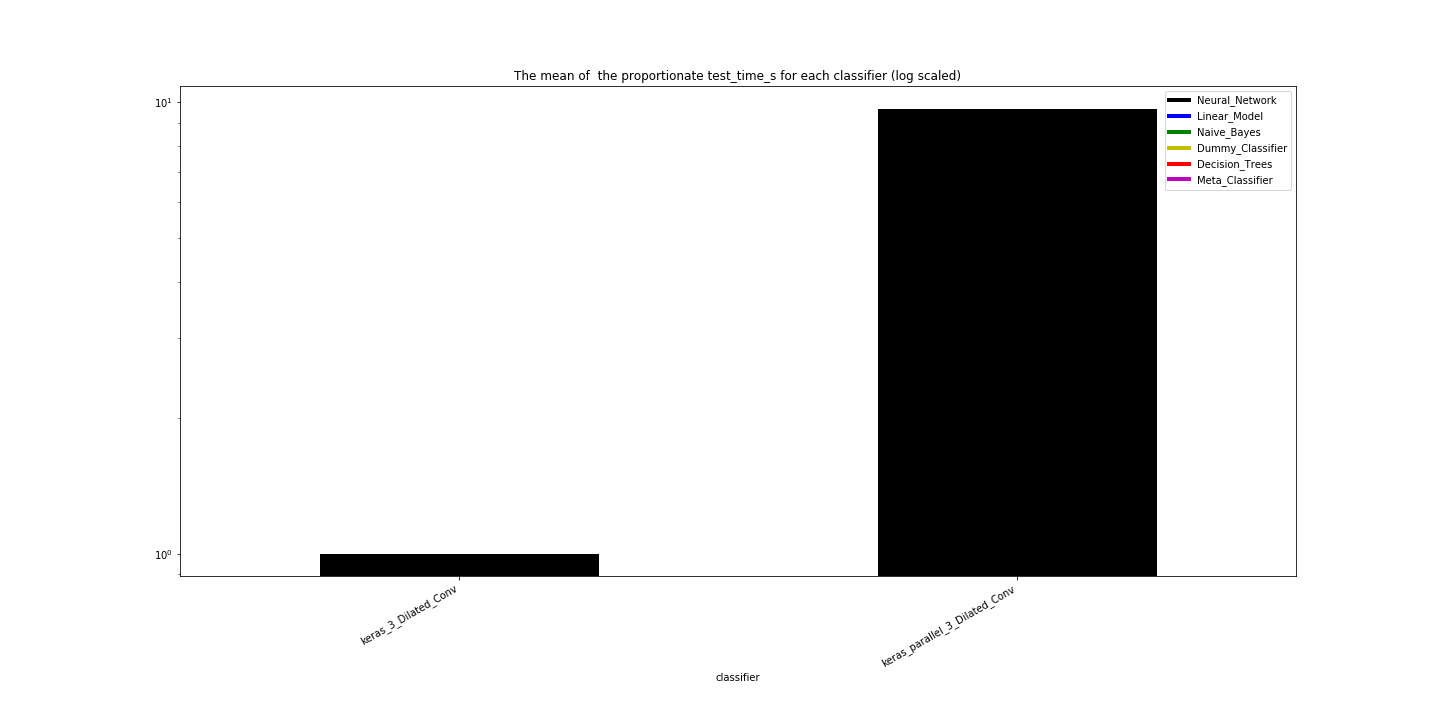 The mean of  the proportionate test_time_s for each classifier (log scaled)
10¹
10⁰
Neural_Network
Linear_Model
Naive_Bayes
Dummy_Classifier
Decision_Trees
Meta_Classifier
keras_3_Dilated_Conv
keras_parallel_3_Dilated_Conv
classifier